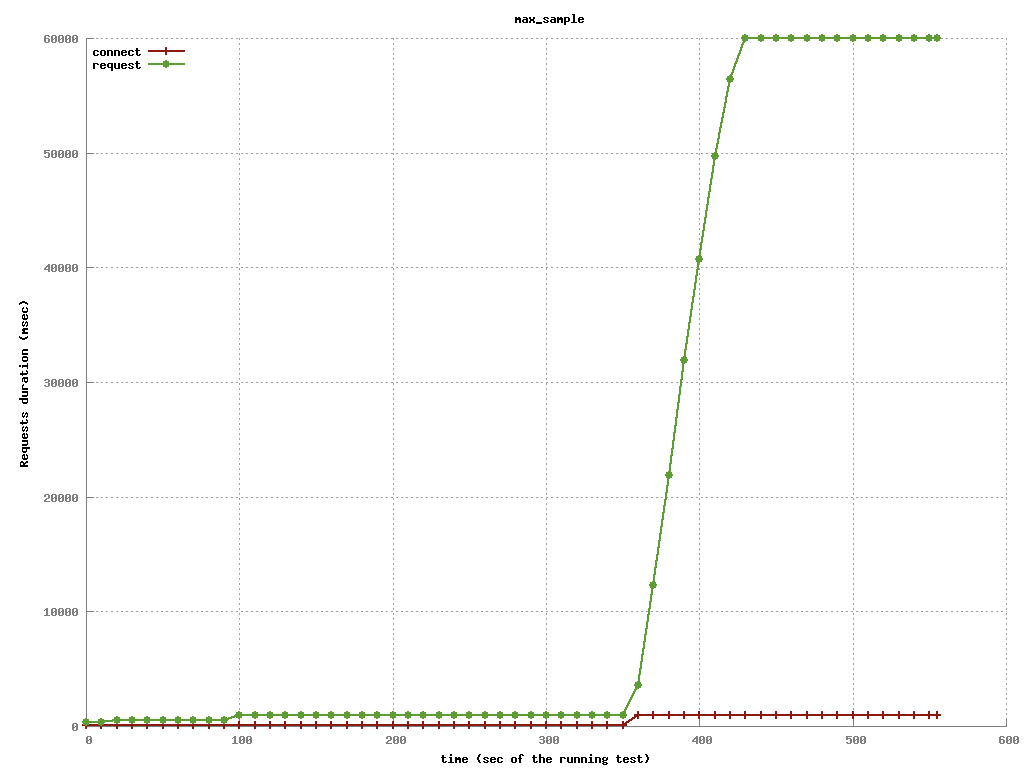 max_sample
connect
request
60000
50000
40000
30000
20000
10000
0
Requests duration (msec)
0 100 200 300 400 500 600
time (sec of the running test)